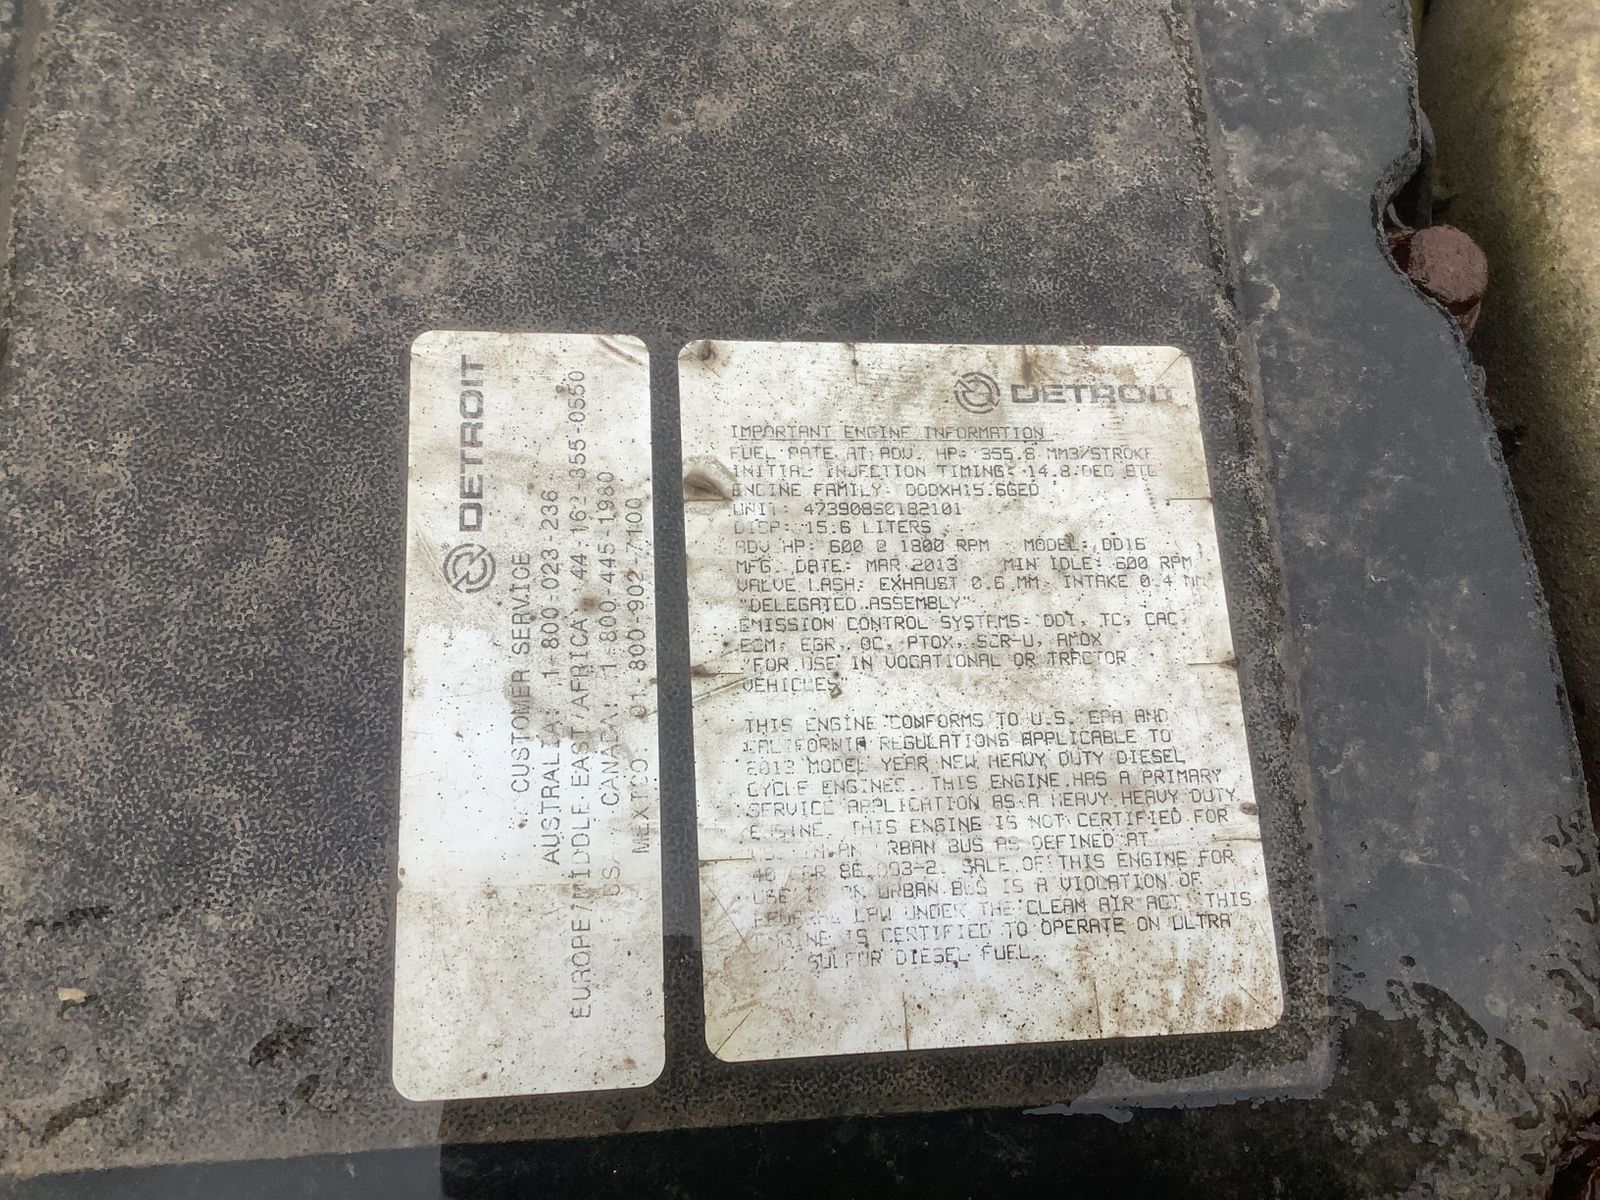 DETROIT
CUSTOMER SERVICE
AUSTRALIA: 1-800-023-236
EUROPE/MIDDLE EAST/AFRICA: 44-16 355-0550
CANADA: 1-800-445-1980
MEXICO 01-800-902-7100
DETROIT
IMPORTANT ENGINE INFORMATION
FUEL RATE AT ADV. HP: 355.6 MM3/STROKE
INITIAL INJECTION TIMING: 14.8 DEG BTC
ENGINE FAMILY: DDDXH15.6GED
UNIT:
DISP: 15.6 LITERS
ADV HP: 600 @ 1800 RPM MODEL: DD16
MFG. DATE: MAR 2013 MIN IDLE: 600 RPM
VALVE LASH: EXHAUST 0.6 MM, INTAKE 0.4 MM
"DELEGATED ASSEMBLY"
EMISSION CONTROL SYSTEMS: DDI, TC, CAC,
ECM, EGR, OC, PTOX, SCR-U, AMOX
"FOR USE IN VOCATIONAL OR TRACTOR
VEHICLES"
THIS ENGINE CONFORMS TO U.S. EPA AND
CALIFORNIA REGULATIONS APPLICABLE TO
MODEL YEAR NEW HEAVY DUTY DIESEL
CYCLE ENGINES. THIS ENGINE HAS A PRIMARY
SERVICE APPLICATION AS A HEAVY HEAVY DUTY
ENGINE. THIS ENGINE IS NOT CERTIFIED FOR
URBAN BUS AS DEFINED AT
SALE OF THIS ENGINE FOR
USE URBAN BUS IS A VIOLATION OF
FEDERAL LAW UNDER THE CLEAN AIR ACT. THIS
ENGINE IS CERTIFIED TO OPERATE ON ULTRA
SULFUR DIESEL FUEL.